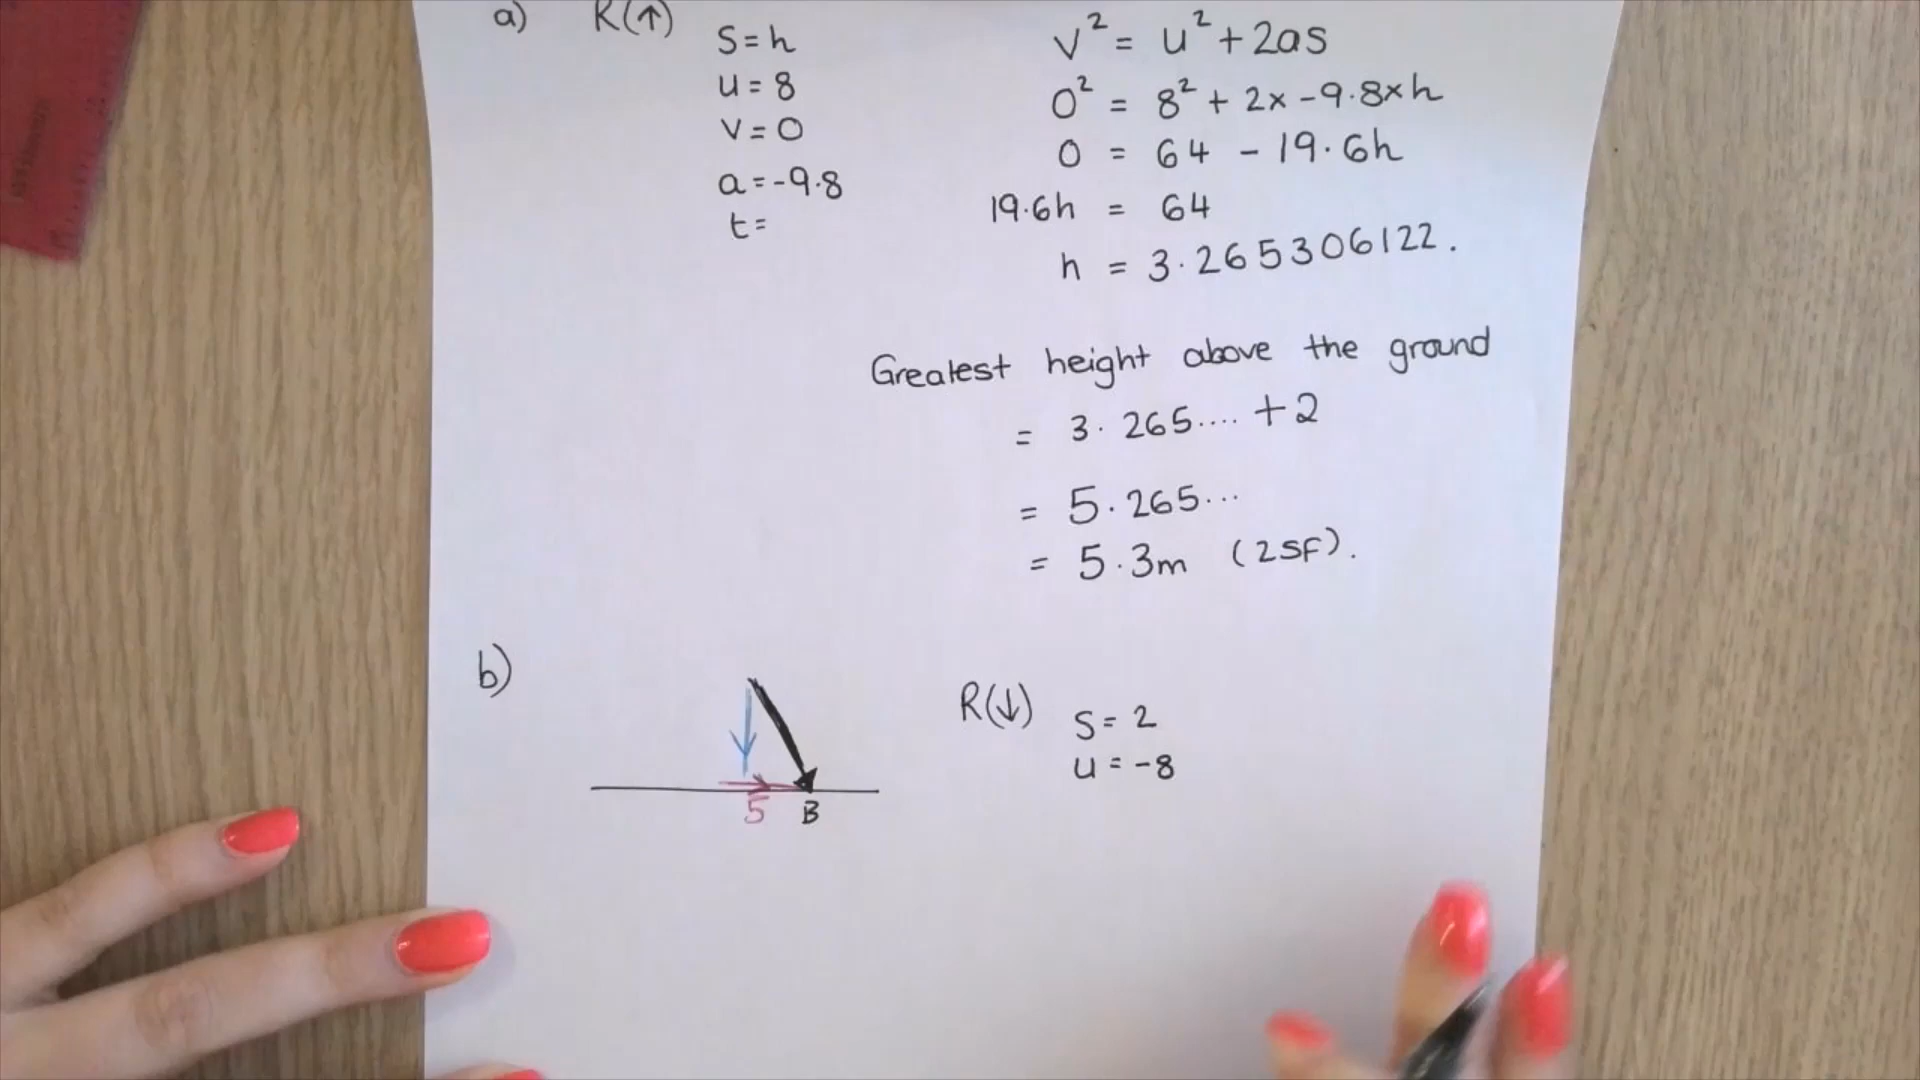 a) R(↑)
S = h
u = 8
v = 0
a = -9.8
t =
v² = u² + 2as
0² = 8² + 2x -9.8xh
0 = 64 - 19.6h
19.6h = 64
h = 3.265306122.
Greatest height above the ground
= 3.265.... +2
= 5.265...
= 5.3m (2SF).
b)
5 B
R(↓)
S = 2
u = -8